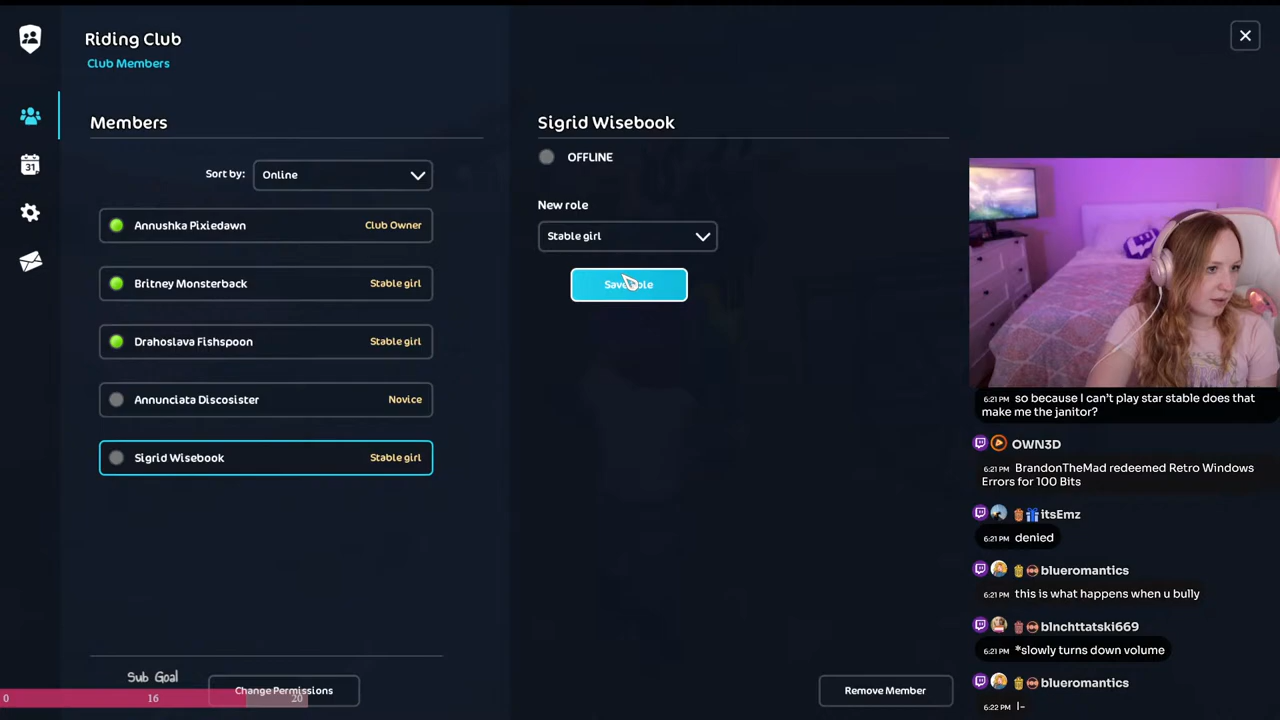 Riding Club
Club Members
31
Members
Sort by:
Online
Annushka Pixiedawn
Club Owner
Britney Monsterback
Stable girl
Drahoslava Fishspoon
Stable girl
Annunciata Discosister
Novice
Sigrid Wisebook
Stable girl
Change Permissions
Sub Goal
0
16
20
Sigrid Wisebook
OFFLINE
New role
Stable girl
Save role
Remove Member
6:21 PM so because I can't play star stable does that
make me the janitor?
OWN3D
6:21 PM BrandonTheMad redeemed Retro Windows
Errors for 100 Bits
itsEmz
6:21 PM denied
blueromantics
6:21 PM this is what happens when u bully
blnchttatski669
6:21 PM *slowly turns down volume
blueromantics
6:22 PM I-